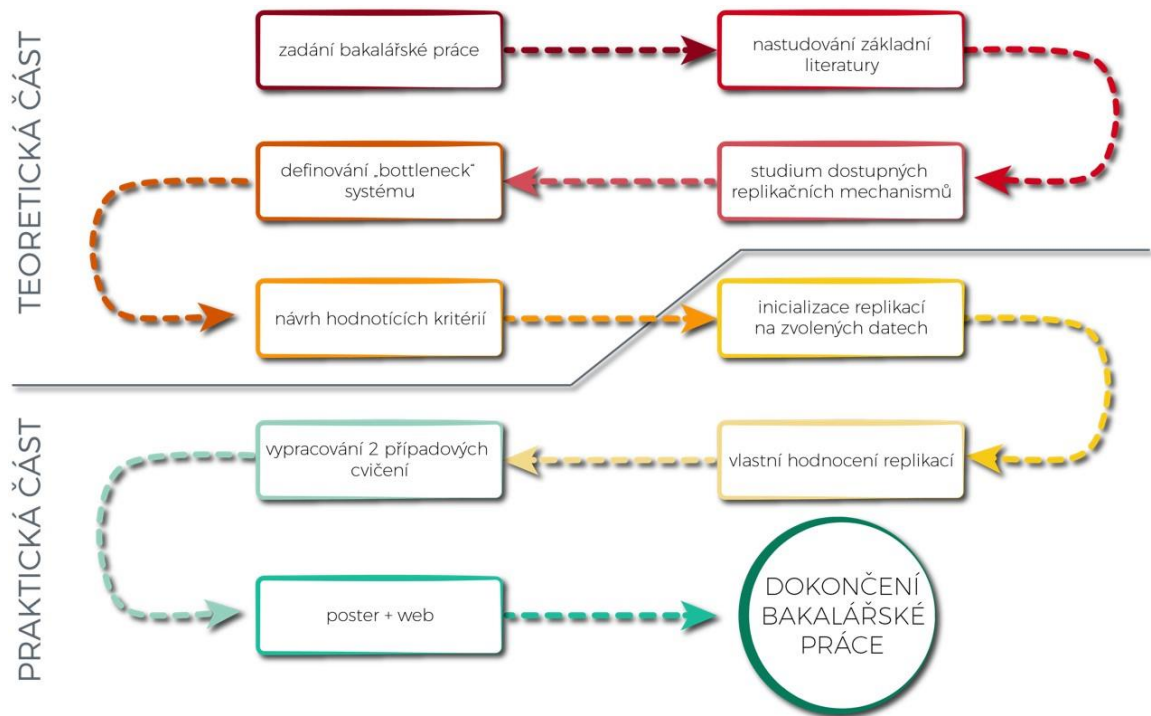 TEORETICKÁ ČÁST
zadání bakalářské práce
nastudování základní
literatury
studium dostupných
replikačních mechanismů
definování „bottleneck“
systému
návrh hodnotících kritérií
inicializace replikací
na zvolených datech
PRAKTICKÁ ČÁST
vlastní hodnocení replikací
vypracování 2 případových
cvičení
poster + web
DOKONČENÍ
BAKALÁŘSKÉ
PRÁCE